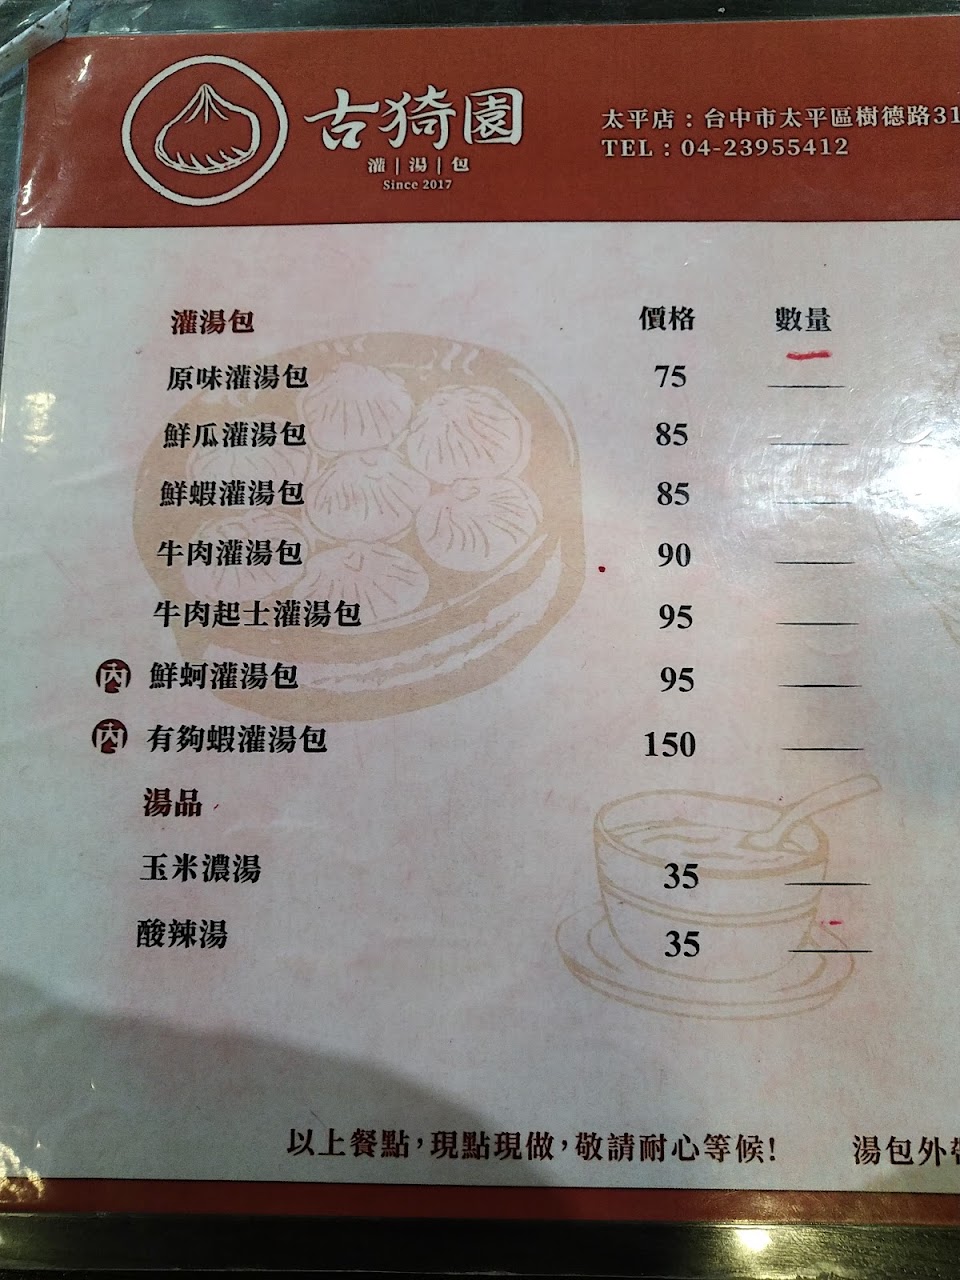 古猗園
灌|湯|包
Since 2017
太平店：台中市太平區樹德路31
TEL：04-23955412
灌湯包 價格 數量
原味灌湯包 75
鮮瓜灌湯包 85
鮮蝦灌湯包 85
牛肉灌湯包 90
牛肉起士灌湯包 95
內 鮮蚵灌湯包 95
內 有夠蝦灌湯包 150
湯品
玉米濃湯 35
酸辣湯 35
以上餐點，現點現做，敬請耐心等候! 湯包外帶